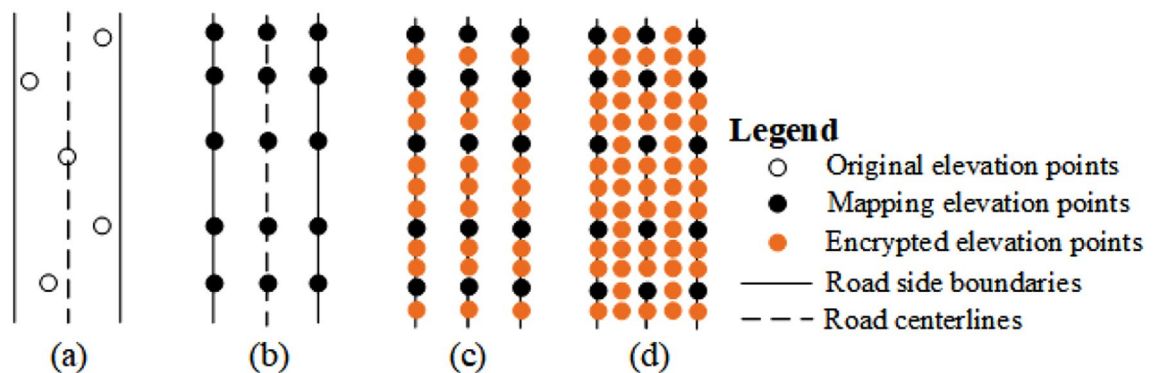 Legend
Original elevation points
Mapping elevation points
Encrypted elevation points
Road side boundaries
Road centerlines
(a) (b) (c) (d)